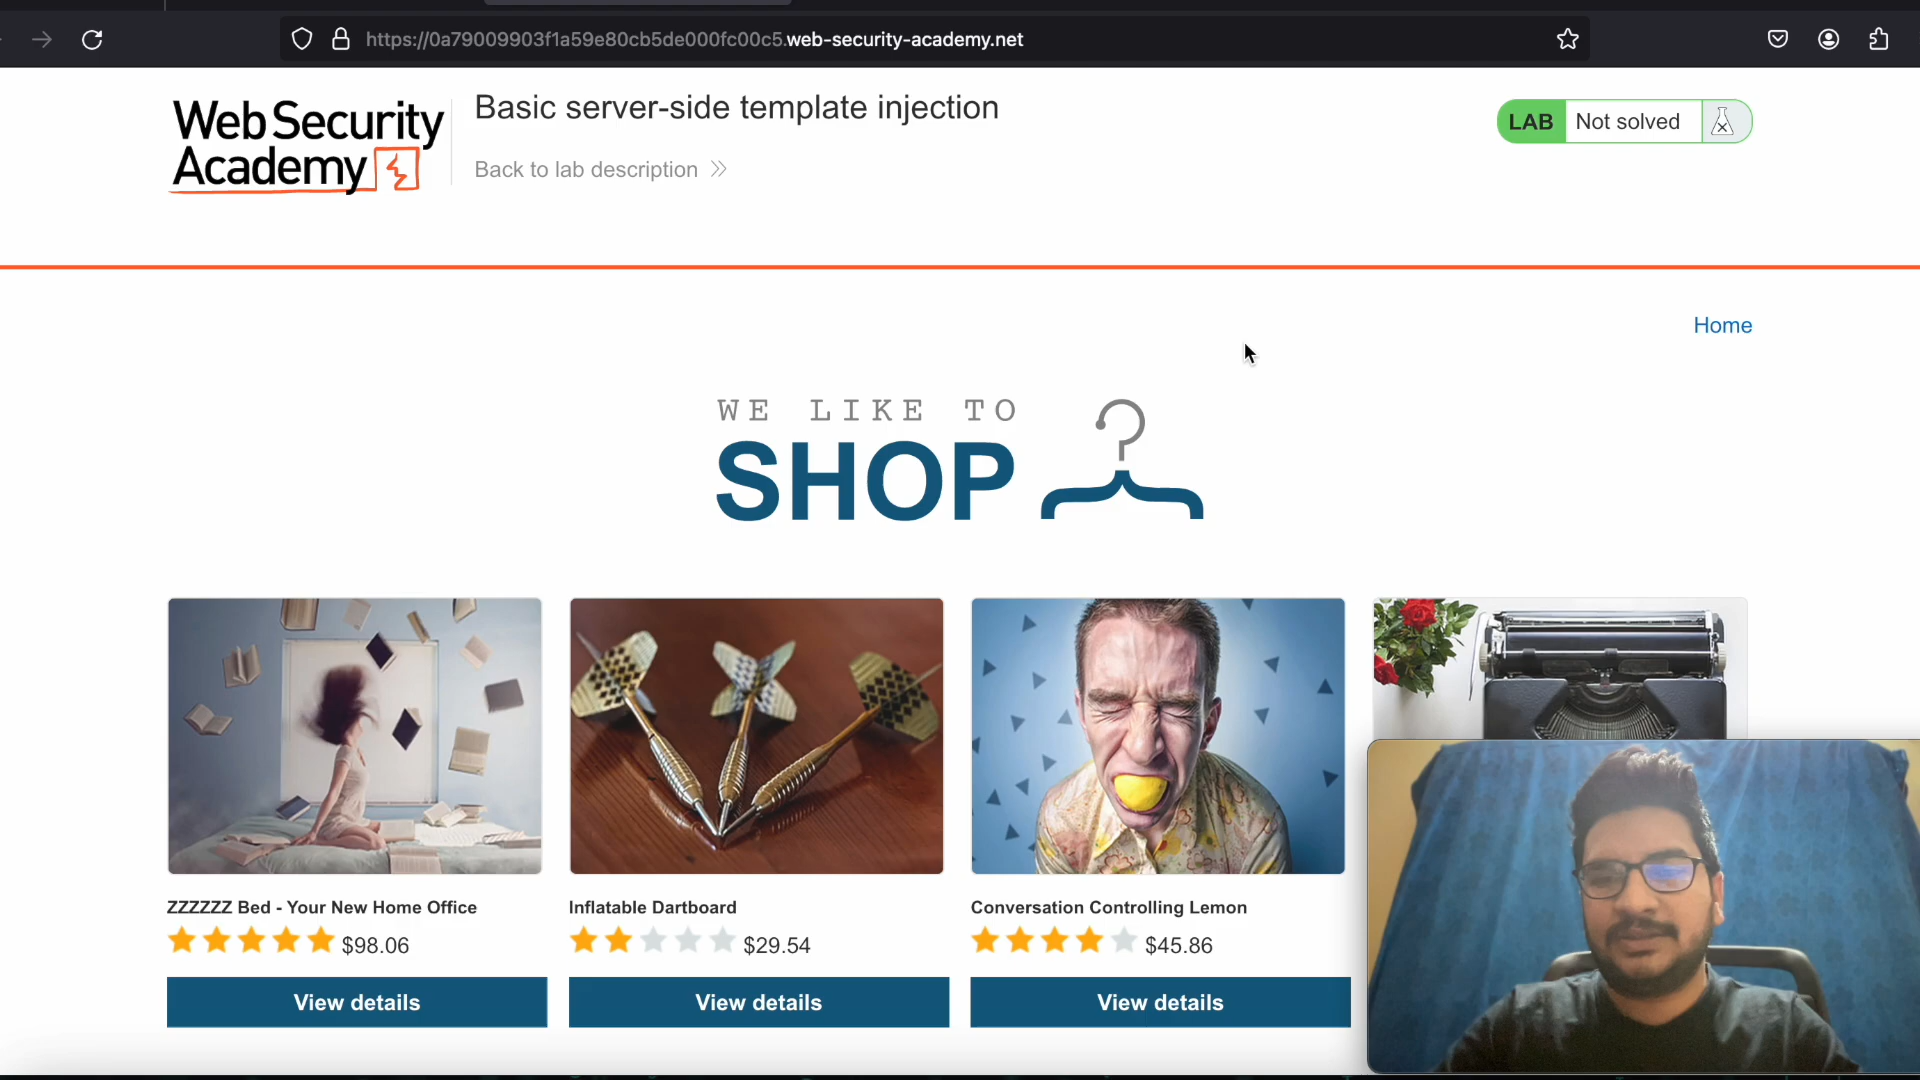 https://0a79009903f1a59e80cb5de000fc00c5.web-security-academy.net
Web Security
Academy
Basic server-side template injection
Back to lab description
LAB Not solved
Home
WE LIKE TO
SHOP
ZZZZZZ Bed - Your New Home Office
$98.06
View details
Inflatable Dartboard
$29.54
View details
Conversation Controlling Lemon
$45.86
View details